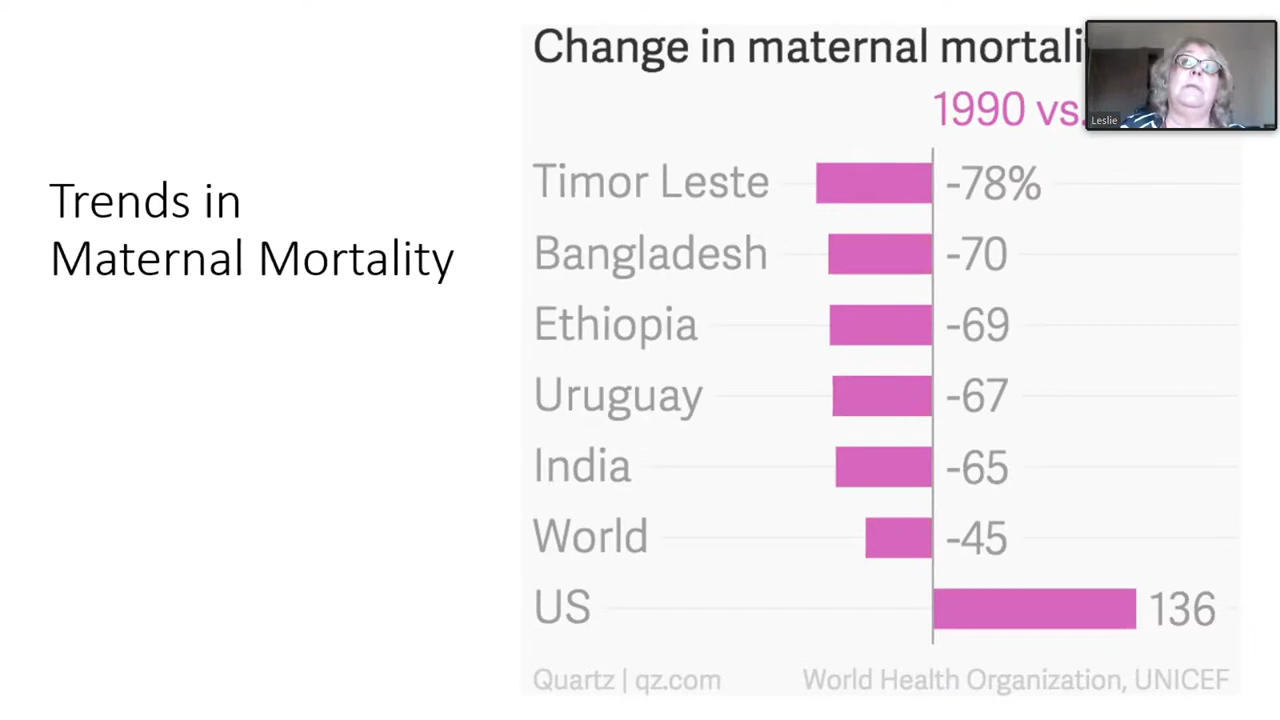 Trends in
Maternal Mortality
Change in maternal
1990 vs.
Timor Leste -78%
Bangladesh -70
Ethiopia -69
Uruguay -67
India -65
World -45
US 136
Quartz | qz.com World Health Organization, UNICEF
Leslie